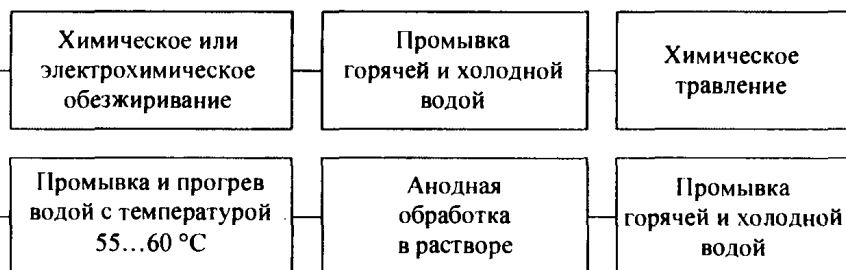 Химическое или
электрохимическое
обезжиривание
Промывка
горячей и холодной
водой
Химическое
травление
Промывка и прогрев
водой с температурой
55...60 °С
Анодная
обработка
в растворе
Промывка
горячей и холодной
водой